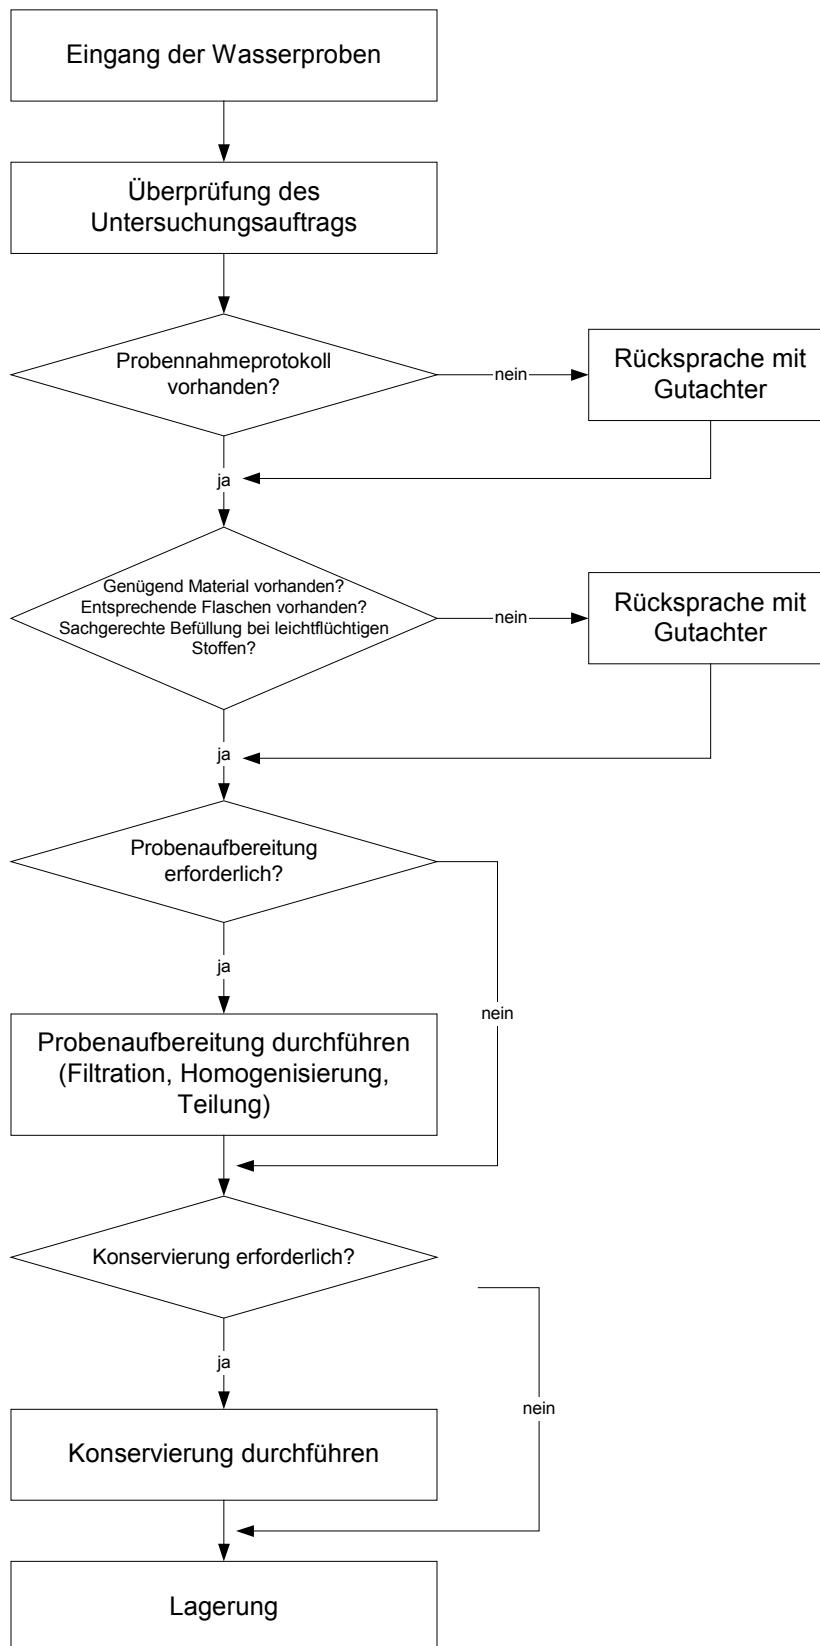 Eingang der Wasserproben
Überprüfung des
Untersuchungsauftrags
Probennahmeprotokoll
vorhanden?
nein
Rücksprache mit
Gutachter
ja
Genügend Material vorhanden?
Entsprechende Flaschen vorhanden?
Sachgerechte Befüllung bei leichtflüchtigen
Stoffen?
nein
Rücksprache mit
Gutachter
ja
Probenaufbereitung
erforderlich?
ja
nein
Probenaufbereitung durchführen
(Filtration, Homogenisierung,
Teilung)
Konservierung erforderlich?
ja
nein
Konservierung durchführen
Lagerung